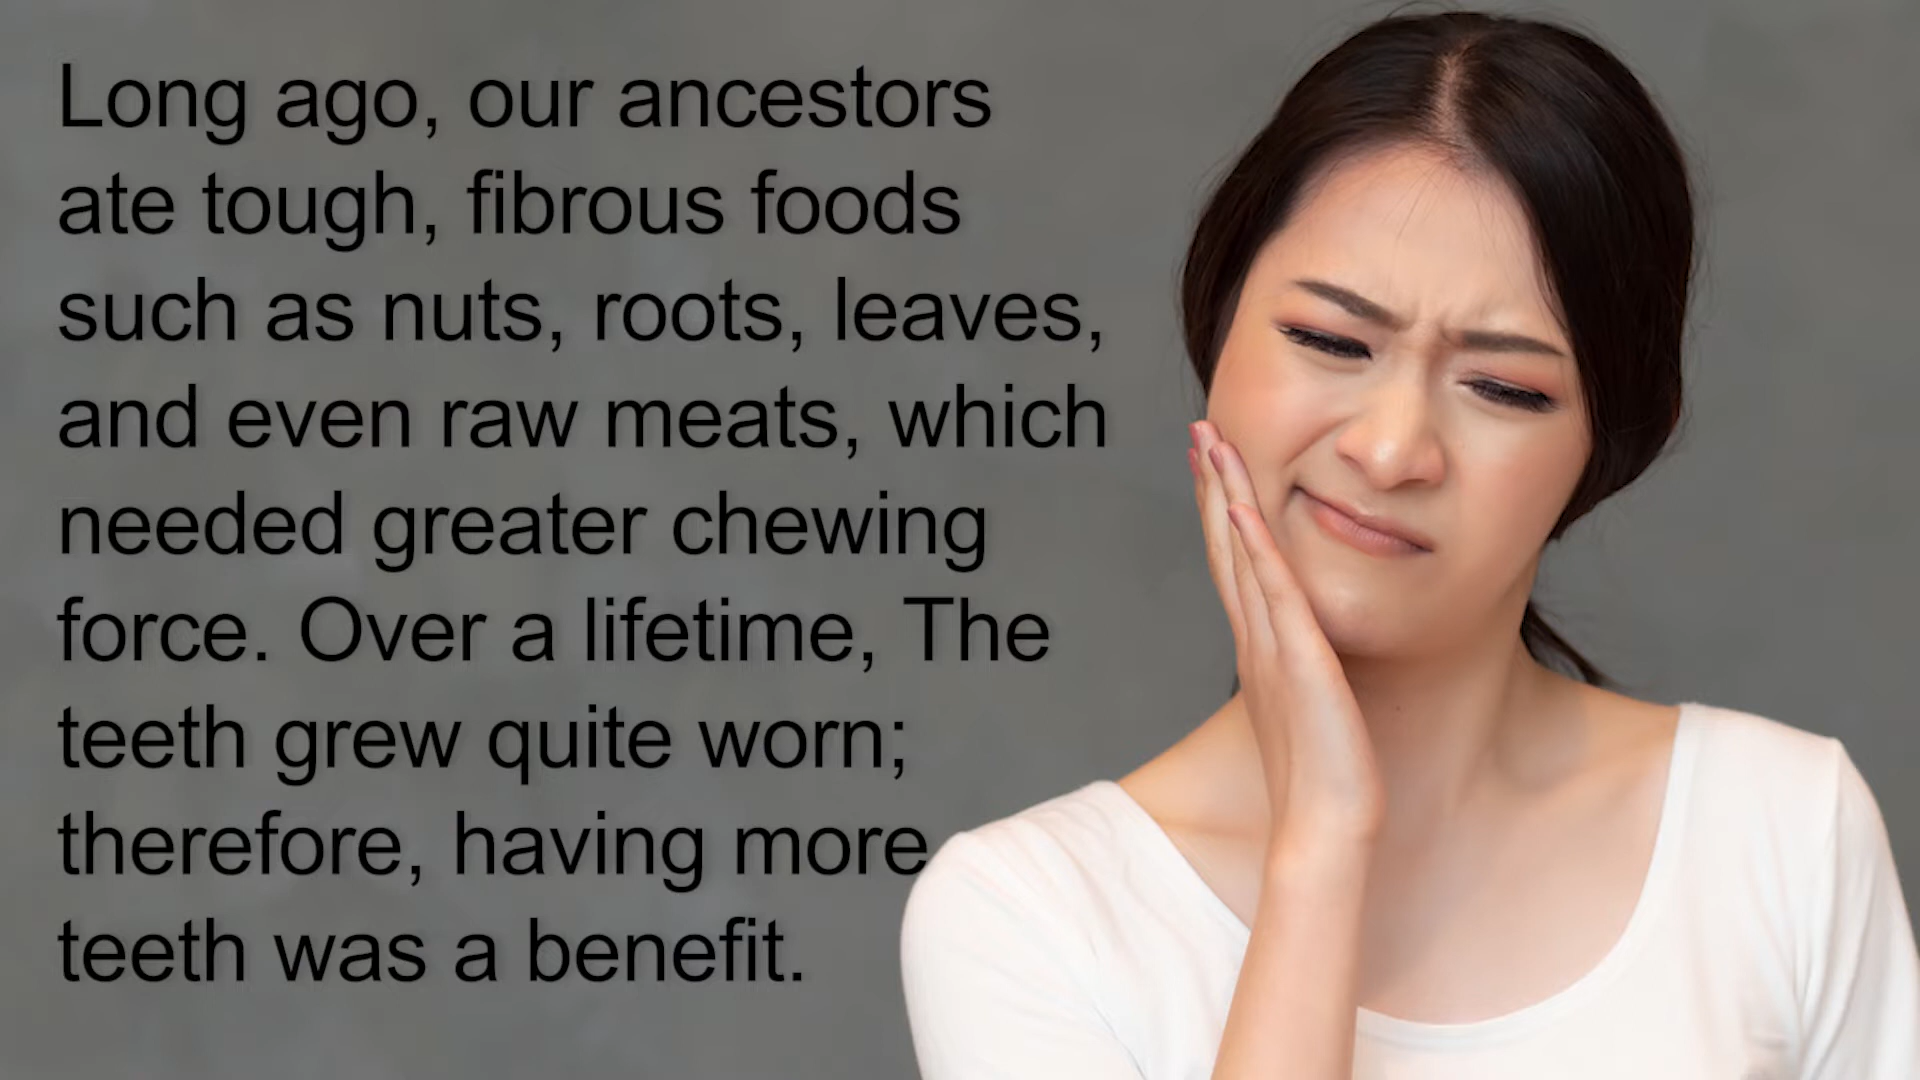 Long ago, our ancestors
ate tough, fibrous foods
such as nuts, roots, leaves,
and even raw meats, which
needed greater chewing
force. Over a lifetime, The
teeth grew quite worn;
therefore, having more
teeth was a benefit.